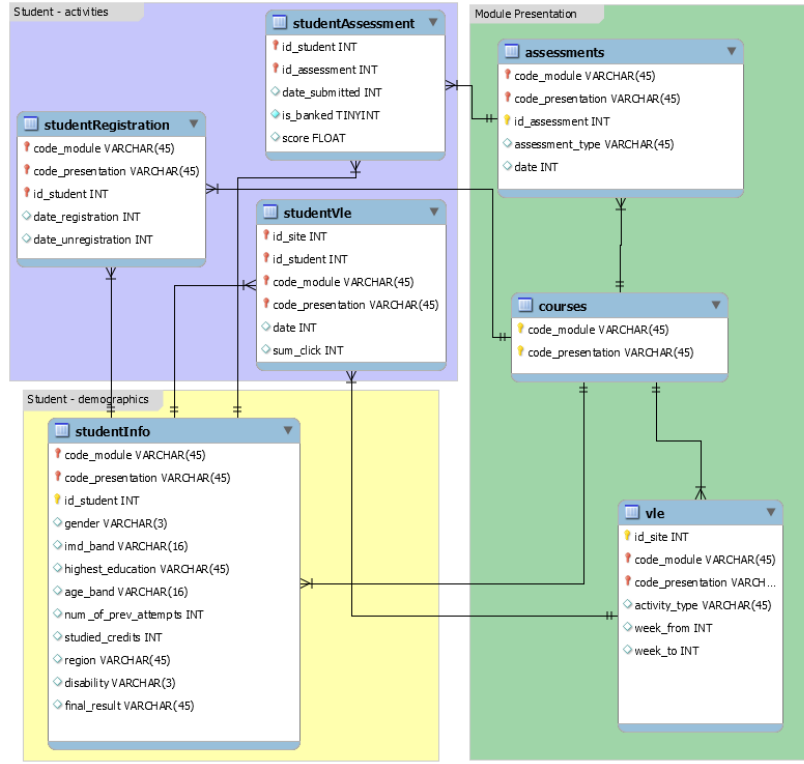 Student - activities
studentAssessment
id_student INT
id_assessment INT
date_submitted INT
is_banked TINYINT
score FLOAT
studentRegistration
code_module VARCHAR(45)
code_presentation VARCHAR(45)
id_student INT
date_registration INT
date_unregistration INT
studentVle
id_site INT
id_student INT
code_module VARCHAR(45)
code_presentation VARCHAR(45)
date INT
sum_click INT
Student - demographics
studentInfo
code_module VARCHAR(45)
code_presentation VARCHAR(45)
id_student INT
gender VARCHAR(3)
imd_band VARCHAR(16)
highest_education VARCHAR(45)
age_band VARCHAR(16)
num_of_prev_attempts INT
studied_credits INT
region VARCHAR(45)
disability VARCHAR(3)
final_result VARCHAR(45)
Module Presentation
assessments
code_module VARCHAR(45)
code_presentation VARCHAR(45)
id_assessment INT
assessment_type VARCHAR(45)
date INT
courses
code_module VARCHAR(45)
code_presentation VARCHAR(45)
vle
id_site INT
code_module VARCHAR(45)
code_presentation VARCH...
activity_type VARCHAR(45)
week_from INT
week_to INT